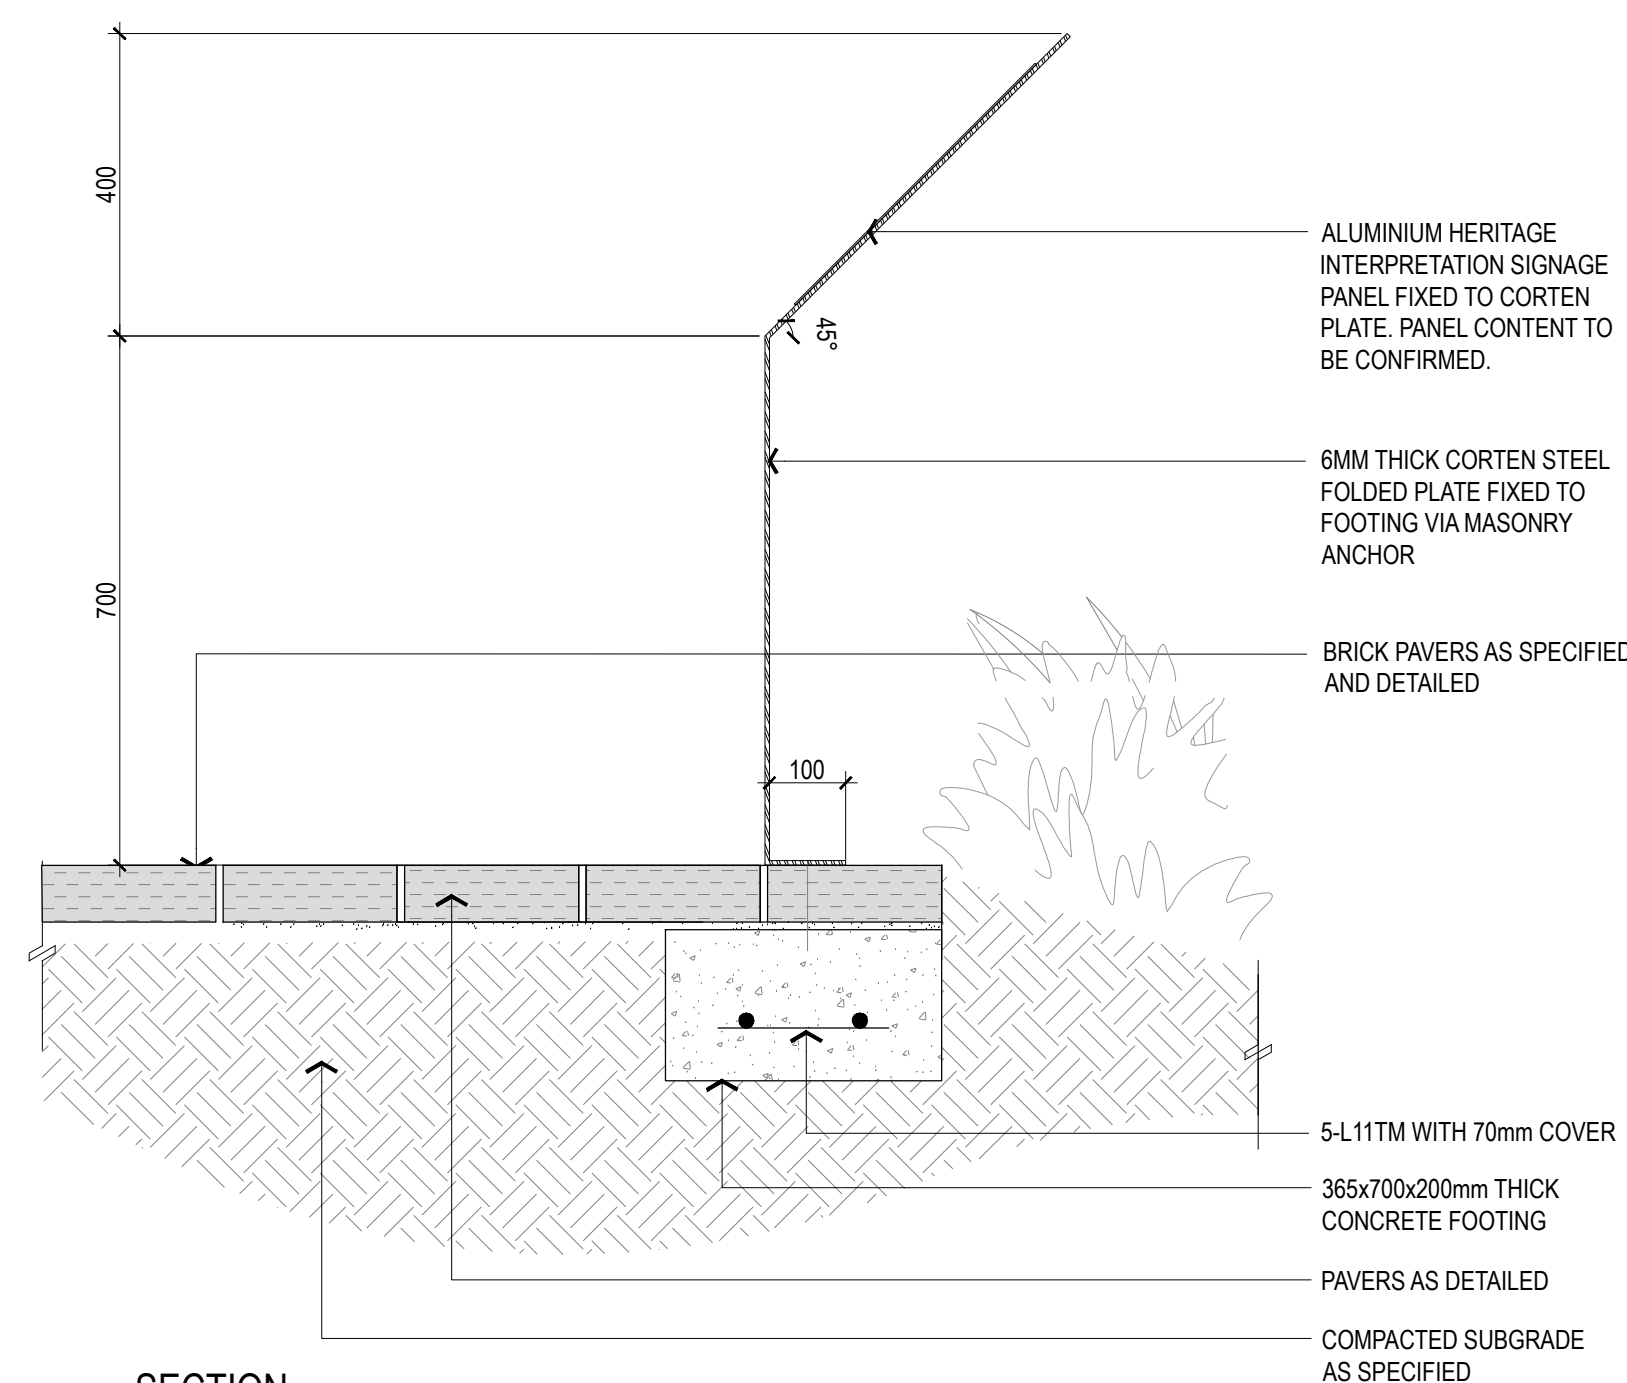 400
ALUMINIUM HERITAGE
INTERPRETATION SIGNAGE
PANEL FIXED TO CORTEN
PLATE. PANEL CONTENT TO
BE CONFIRMED.
45°
6MM THICK CORTEN STEEL
FOLDED PLATE FIXED TO
FOOTING VIA MASONRY
ANCHOR
700
BRICK PAVERS AS SPECIFIED
AND DETAILED
100
5-L11TM WITH 70mm COVER
365x700x200mm THICK
CONCRETE FOOTING
PAVERS AS DETAILED
COMPACTED SUBGRADE
AS SPECIFIED
SECTION